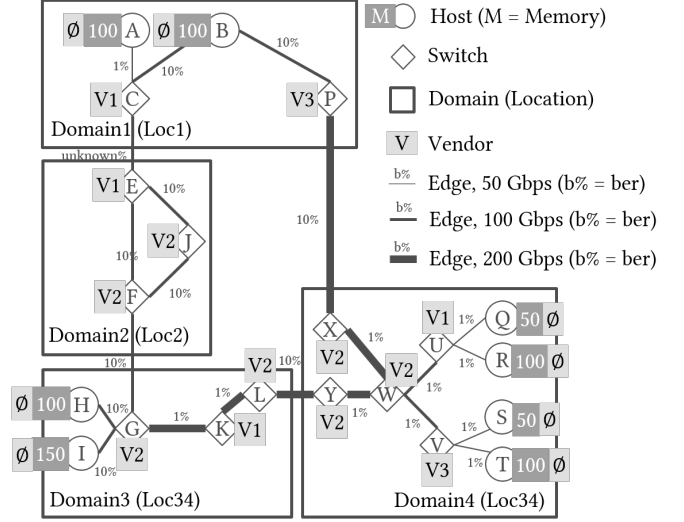 Ø 100 A Ø 100 B
10%
1% 10%
V1 C V3 P
Domain1 (Loc1)
unknown%
V1 E 10%
V2 J
10%
10%
V2 F 10%
Domain2 (Loc2)
10%
Ø 100 H
10%
Ø 150 I
10%
G
V2
1%
K V1
1%
V2
L
10%
Domain3 (Loc34)
X
V2
1%
Y
V2
1%
V2
W
V1
U
1%
1%
V
V3
1% Q 50 Ø
1% R 100 Ø
1% S 50 Ø
1% T 100 Ø
Domain4 (Loc34)
M Host (M = Memory)
Switch
Domain (Location)
V Vendor
b% Edge, 50 Gbps (b% = ber)
b% Edge, 100 Gbps (b% = ber)
b% Edge, 200 Gbps (b% = ber)